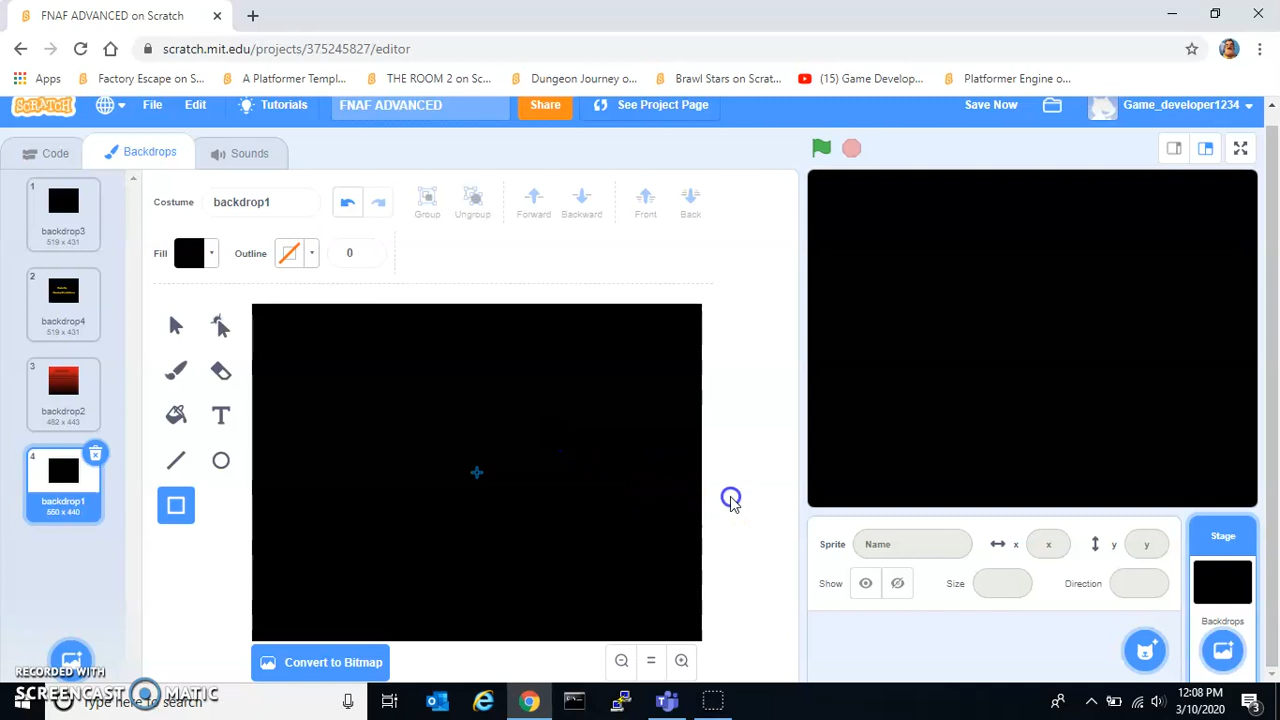 FNAF ADVANCED on Scratch
scratch.mit.edu/projects/375245827/editor
Apps Factory Escape on S... A Platformer Templ... THE ROOM 2 on Sc... Dungeon Journey o... Brawl Stars on Scrat... (15) Game Develop... Platformer Engine o...
SCRATCH File Edit Tutorials FNAF ADVANCED Share See Project Page Save Now Game_developer1234
Code Backdrops Sounds
1
backdrop3
519 x 431
2
backdrop4
519 x 431
3
backdrop2
482 x 443
4
backdrop1
550 x 440
Costume backdrop1 Group Ungroup Forward Backward Front Back
Fill Outline 0
T
Convert to Bitmap
Sprite Name x x y y
Show Size Direction
Stage
Backdrops
RECORDED WITH
SCREENCAST MATIC
Type here to search
12:08 PM
3/10/2020
3